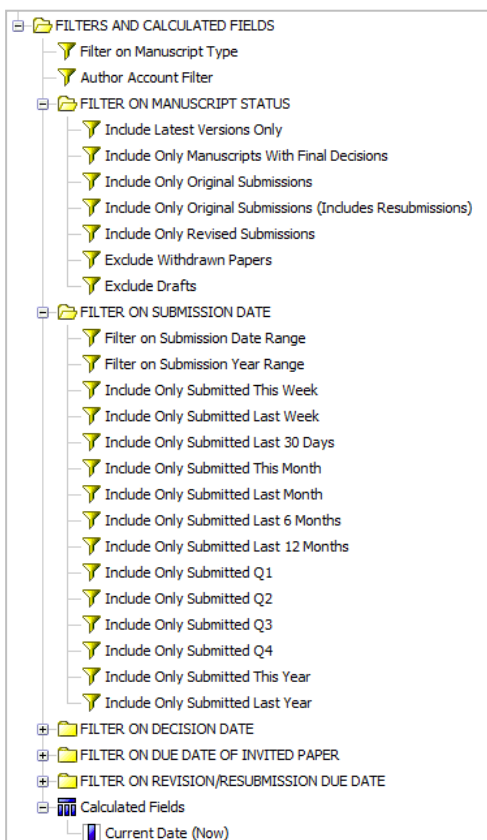 FILTERS AND CALCULATED FIELDS
Filter on Manuscript Type
Author Account Filter
FILTER ON MANUSCRIPT STATUS
Include Latest Versions Only
Include Only Manuscripts With Final Decisions
Include Only Original Submissions
Include Only Original Submissions (Includes Resubmissions)
Include Only Revised Submissions
Exclude Withdrawn Papers
Exclude Drafts
FILTER ON SUBMISSION DATE
Filter on Submission Date Range
Filter on Submission Year Range
Include Only Submitted This Week
Include Only Submitted Last Week
Include Only Submitted Last 30 Days
Include Only Submitted This Month
Include Only Submitted Last Month
Include Only Submitted Last 6 Months
Include Only Submitted Last 12 Months
Include Only Submitted Q1
Include Only Submitted Q2
Include Only Submitted Q3
Include Only Submitted Q4
Include Only Submitted This Year
Include Only Submitted Last Year
FILTER ON DECISION DATE
FILTER ON DUE DATE OF INVITED PAPER
FILTER ON REVISION/RESUBMISSION DUE DATE
Calculated Fields
Current Date (Now)